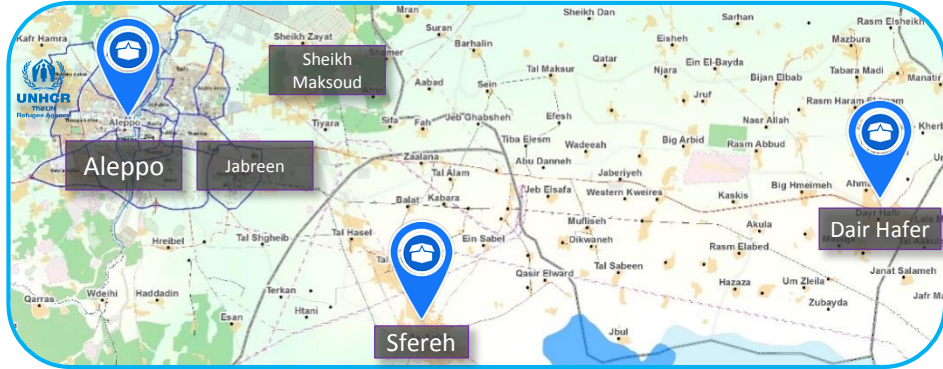 Mran
Sheikh Dan
Sarhan
Rasm Elsheikh
Kafr Hamra
Sheikh Zayat
Suran
Barhalin
Eisheh
Mazbura
Sheikh
Maksoud
Qatar
Ein El-Bayda
Tal Maksur
Njara
Bijan Elbab
Tabara Madi
Manatir
Aabad
Sein
Jruf
Rasm Haram
UNHCR
The UN
Refugee Agency
Aleppo
Tiyara
Sifa
Fah
Jeb Ghabsheh
Efesh
Nasr Allah
Tiba Elesm
Wadeeah
Big Arbid
Rasm Abbud
Aleppo
Jabreen
Zaalana
Abu Danneh
Tal Alam
Jaberiyeh
Jeb Elsafa
Western Kweires
Kaskis
Big Hmeimeh
Balat
Kabara
Mufliseh
Dayr Hafir
Akula
Dair Hafer
Hreibel
Tal Shgheib
Tal Hasel
Ein Sabel
Dikwaneh
Rasm Elabed
Qasir Elward
Tal Sabeen
Janat Salameh
Qarras
Wdeihi
Haddadin
Terkan
Hazaza
Um Zleila
Zubayda
Htani
Esan
Jbul
Sfereh